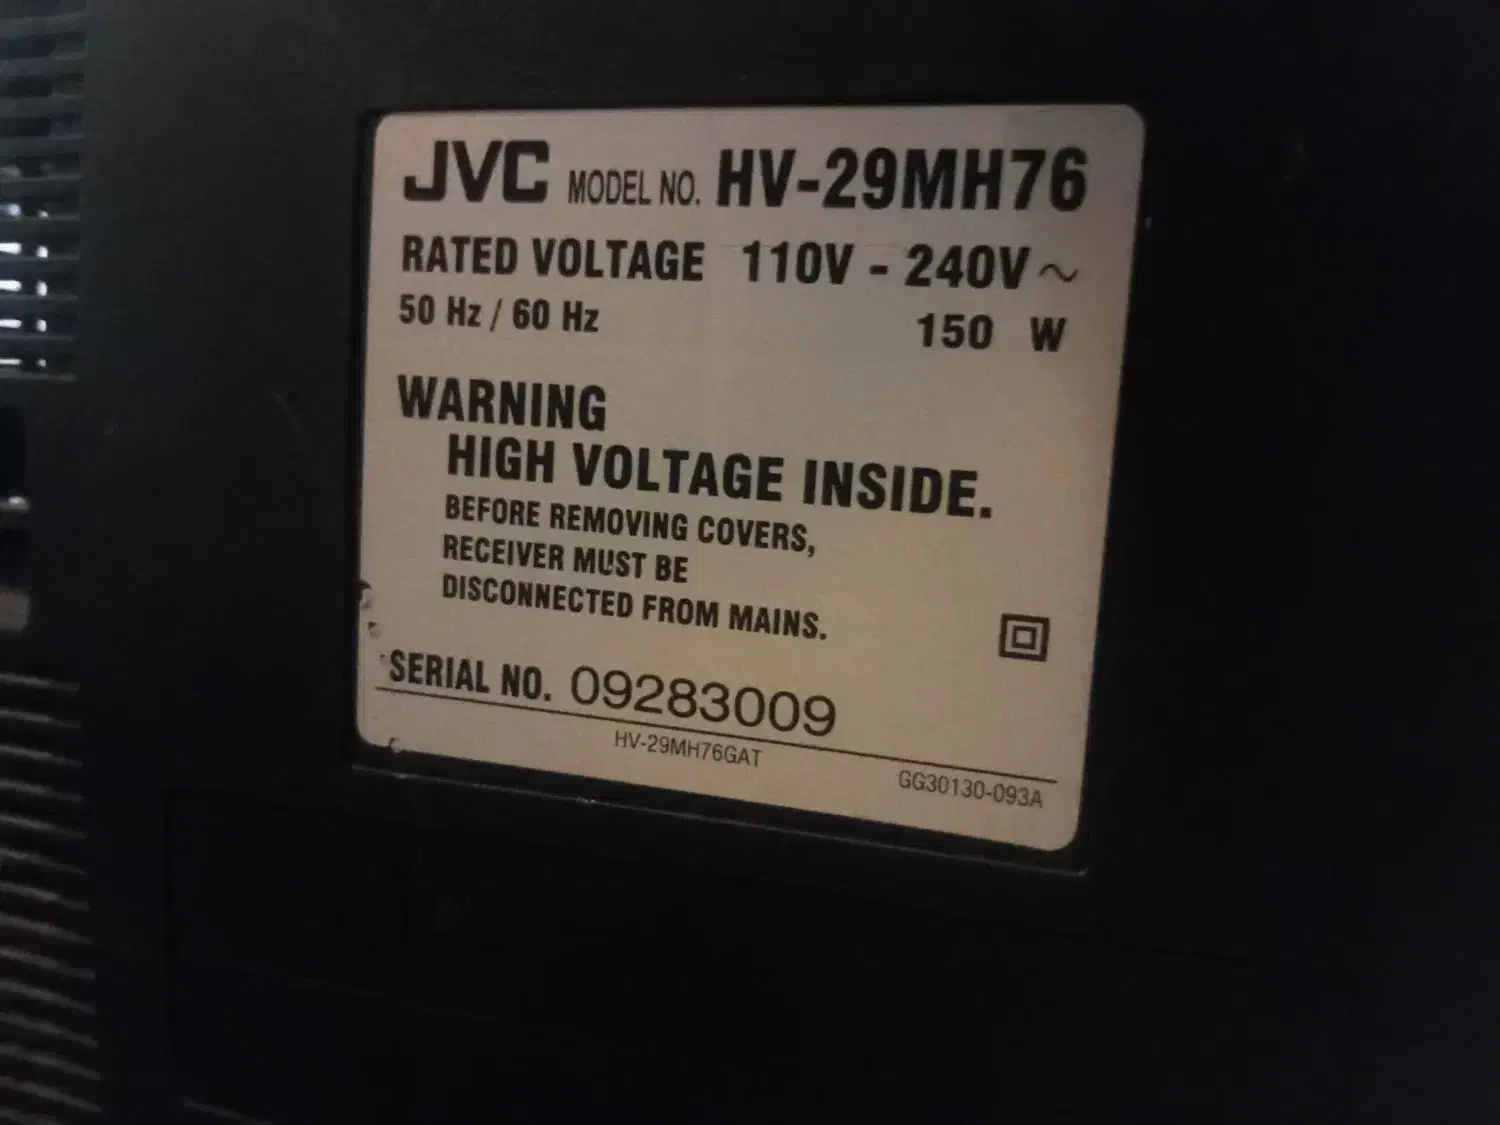 JVC MODEL NO. HV-29MH76
RATED VOLTAGE 110V - 240V ~
50 Hz / 60 Hz 150 W
WARNING
HIGH VOLTAGE INSIDE.
BEFORE REMOVING COVERS,
RECEIVER MUST BE
DISCONNECTED FROM MAINS.
SERIAL NO. 09283009
HV-29MH76GAT
GG30130-093A